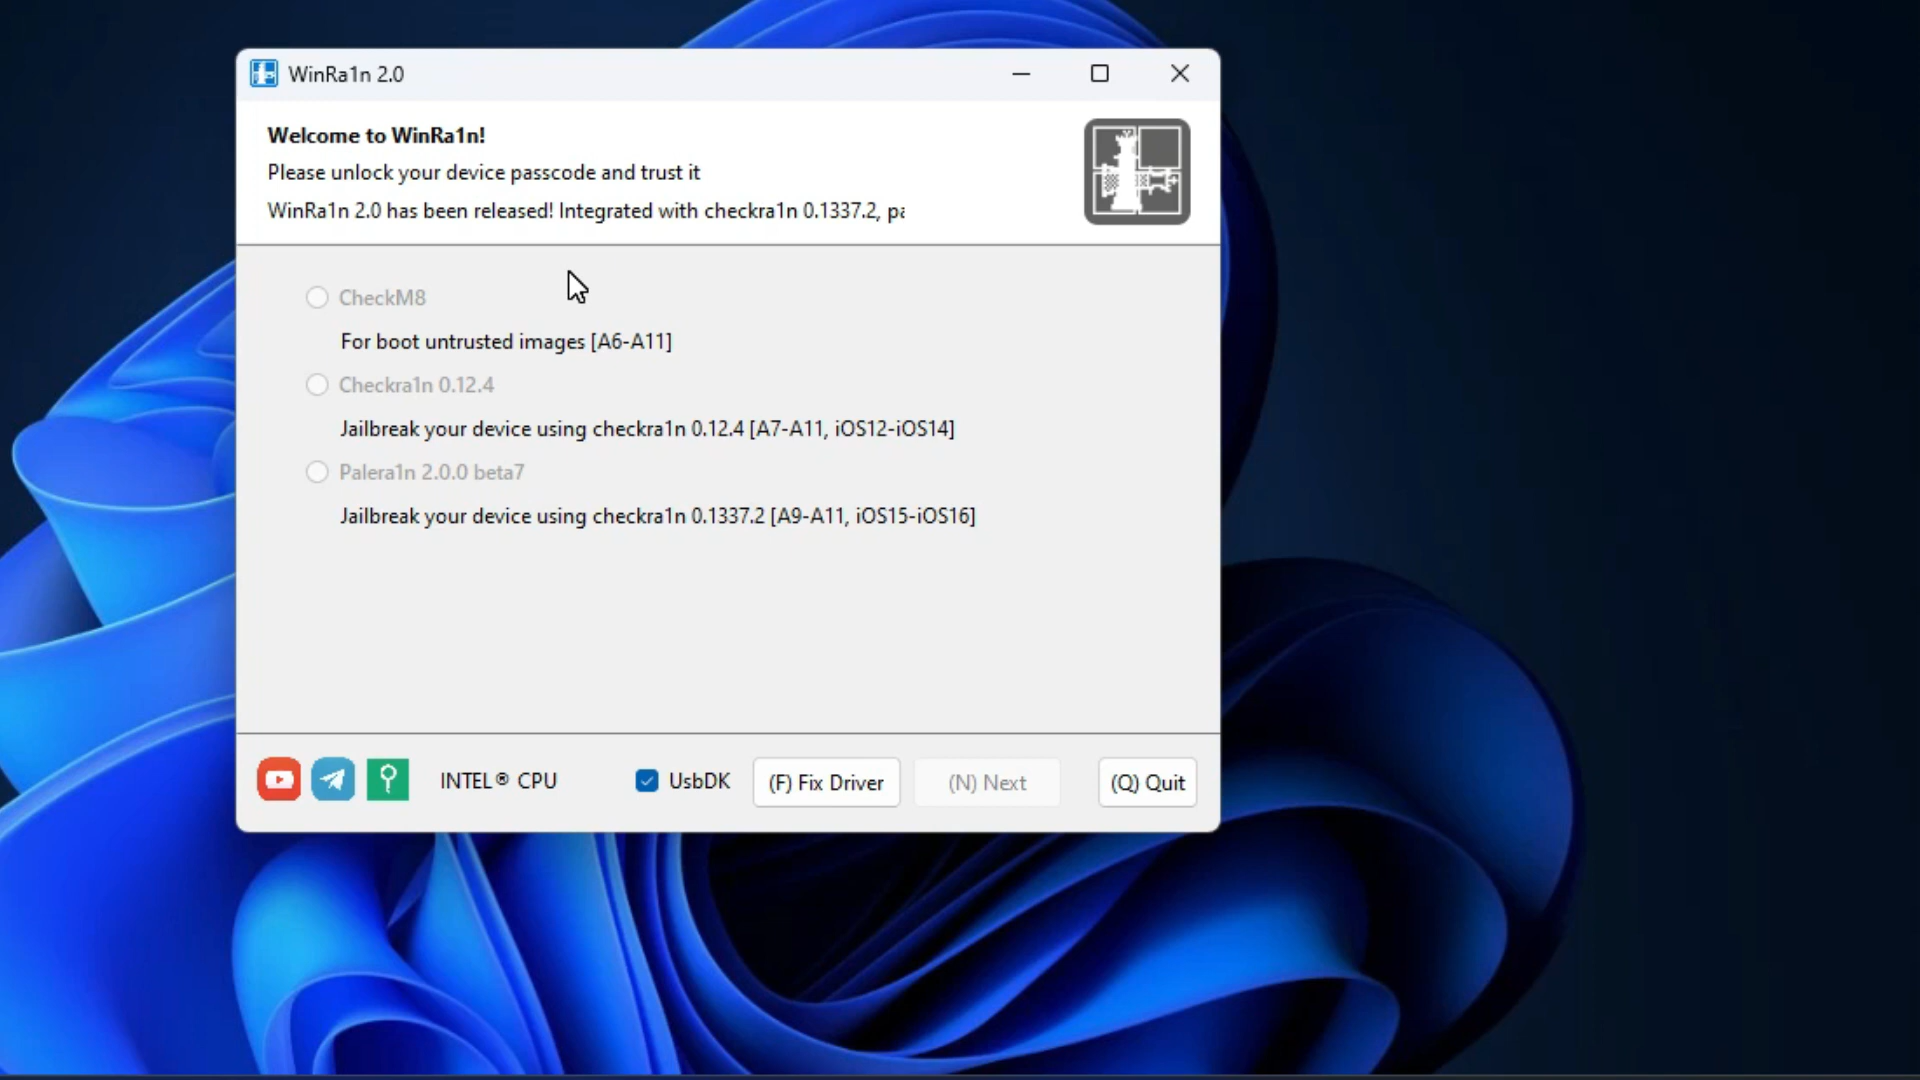 WinRa1n 2.0
Welcome to WinRa1n!
Please unlock your device passcode and trust it
WinRa1n 2.0 has been released! Integrated with checkra1n 0.1337.2, pa
CheckM8
For boot untrusted images [A6-A11]
Checkra1n 0.12.4
Jailbreak your device using checkra1n 0.12.4 [A7-A11, iOS12-iOS14]
Palera1n 2.0.0 beta7
Jailbreak your device using checkra1n 0.1337.2 [A9-A11, iOS15-iOS16]
INTEL® CPU
UsbDK
(F) Fix Driver
(N) Next
(Q) Quit